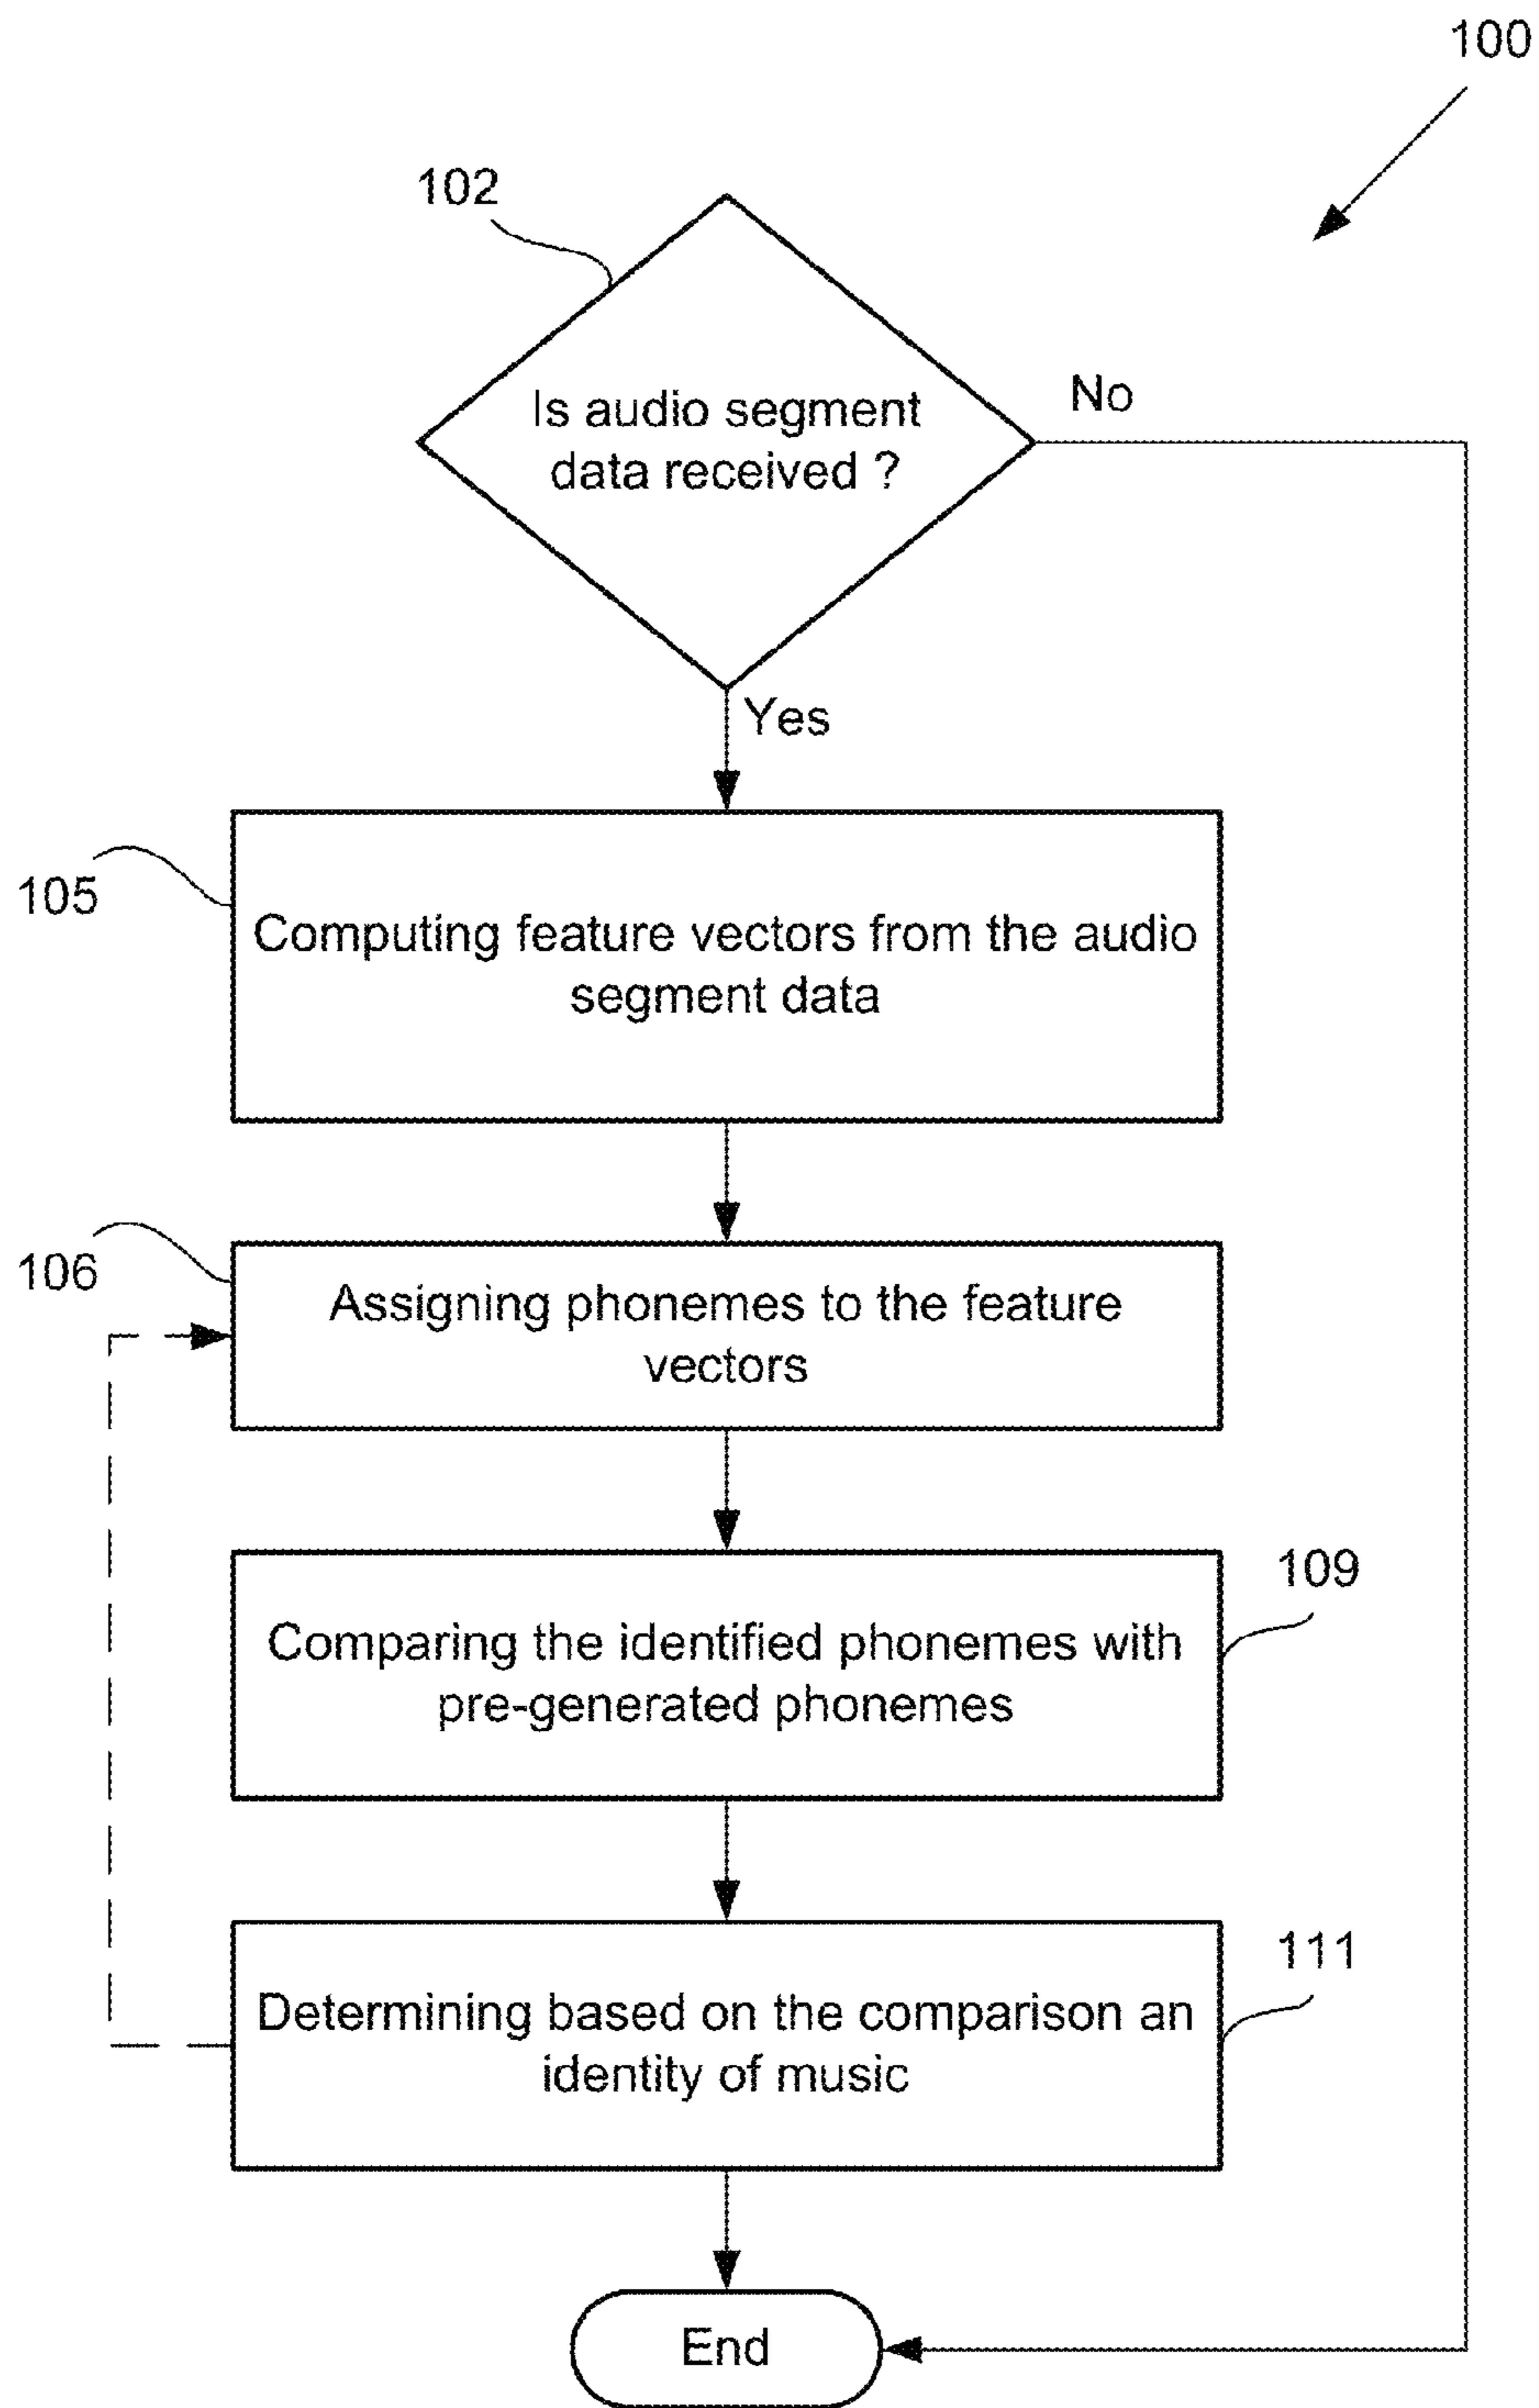 100
102
Is audio segment
data received ?
No
Yes
105
Computing feature vectors from the audio
segment data
106
Assigning phonemes to the feature
vectors
109
Comparing the identified phonemes with
pre-generated phonemes
111
Determining based on the comparison an
identity of music
End